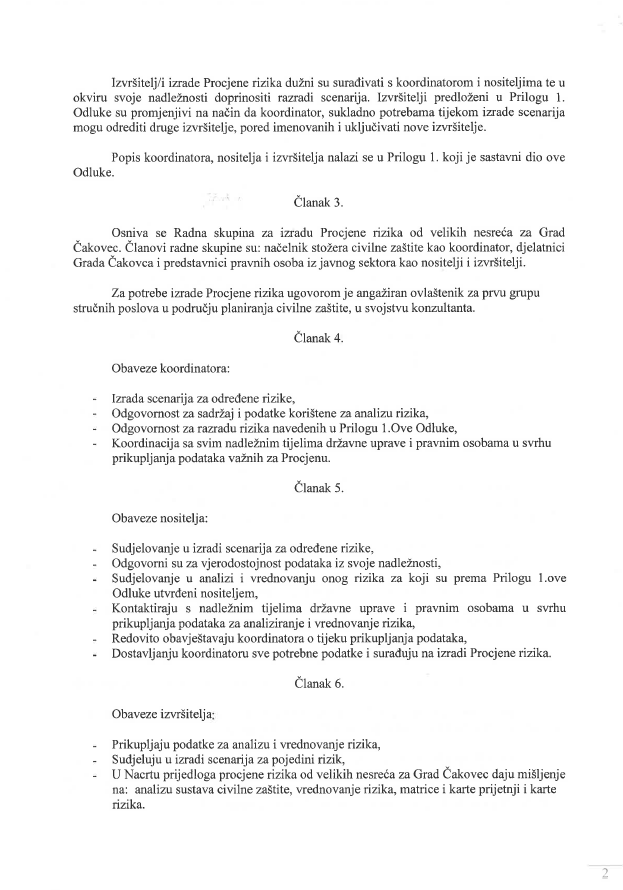 Izvršitelj/i izrade Procjene rizika dužni su surađivati s koordinatorom i nositeljima te u
okviru svoje nadležnosti doprinositi razradi scenarija. Izvršitelji predloženi u Prilogu 1.
Odluke su promjenjivi na način da koordinator, sukladno potrebama tijekom izrade scenarija
mogu odrediti druge izvršitelje, pored imenovanih i uključivati nove izvršitelje.
Popis koordinatora, nositelja i izvršitelja nalazi se u Prilogu 1. koji je sastavni dio ove
Odluke.
Članak 3.
Osniva se Radna skupina za izradu Procjene rizika od velikih nesreća za Grad
Čakovec. Članovi radne skupine su: načelnik stožera civilne zaštite kao koordinator, djelatnici
Grada Čakovca i predstavnici pravnih osoba iz javnog sektora kao nositelji i izvršitelji.
Za potrebe izrade Procjene rizika ugovorom je angažiran ovlaštenik za prvu grupu
stručnih poslova u području planiranja civilne zaštite, u svojstvu konzultanta.
Članak 4.
Obaveze koordinatora:
- Izrada scenarija za određene rizike,
- Odgovornost za sadržaj i podatke korištene za analizu rizika,
- Odgovornost za razradu rizika navedenih u Prilogu 1.Ove Odluke,
- Koordinacija sa svim nadležnim tijelima državne uprave i pravnim osobama u svrhu
prikupljanja podataka važnih za Procjenu.
Članak 5.
Obaveze nositelja:
- Sudjelovanje u izradi scenarija za određene rizike,
- Odgovorni su za vjerodostojnost podataka iz svoje nadležnosti,
- Sudjelovanje u analizi i vrednovanju onog rizika za koji su prema Prilogu 1.ove
Odluke utvrđeni nositeljem,
- Kontaktiraju s nadležnim tijelima državne uprave i pravnim osobama u svrhu
prikupljanja podataka za analiziranje i vrednovanje rizika,
- Redovito obavještavaju koordinatora o tijeku prikupljanja podataka,
- Dostavljanju koordinatoru sve potrebne podatke i surađuju na izradi Procjene rizika.
Članak 6.
Obaveze izvršitelja:
- Prikupljaju podatke za analizu i vrednovanje rizika,
- Sudjeluju u izradi scenarija za pojedini rizik,
- U Nacrtu prijedloga procjene rizika od velikih nesreća za Grad Čakovec daju mišljenje
na: analizu sustava civilne zaštite, vrednovanje rizika, matrice i karte prijetnji i karte
rizika.
2